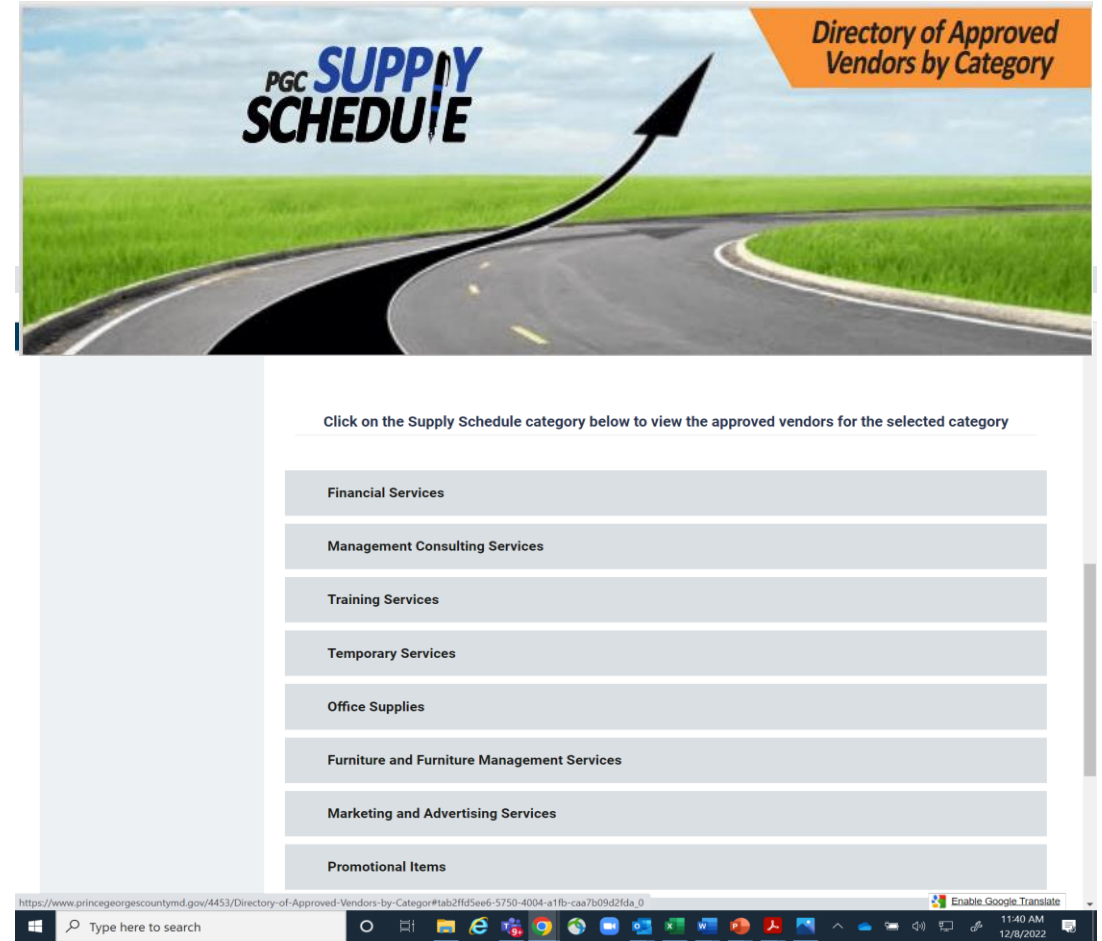 Directory of Approved
Vendors by Category
PGC SUPPLY
SCHEDULE
Click on the Supply Schedule category below to view the approved vendors for the selected category
Financial Services
Management Consulting Services
Training Services
Temporary Services
Office Supplies
Furniture and Furniture Management Services
Marketing and Advertising Services
Promotional Items
https://www.princegeorgescountymd.gov/4453/Directory-of-Approved-Vendors-by-Categor#tab2ffd5ee6-5750-4004-a1fb-caa7b09d2fda_0
Enable Google Translate
Type here to search
9+
11:40 AM
12/8/2022